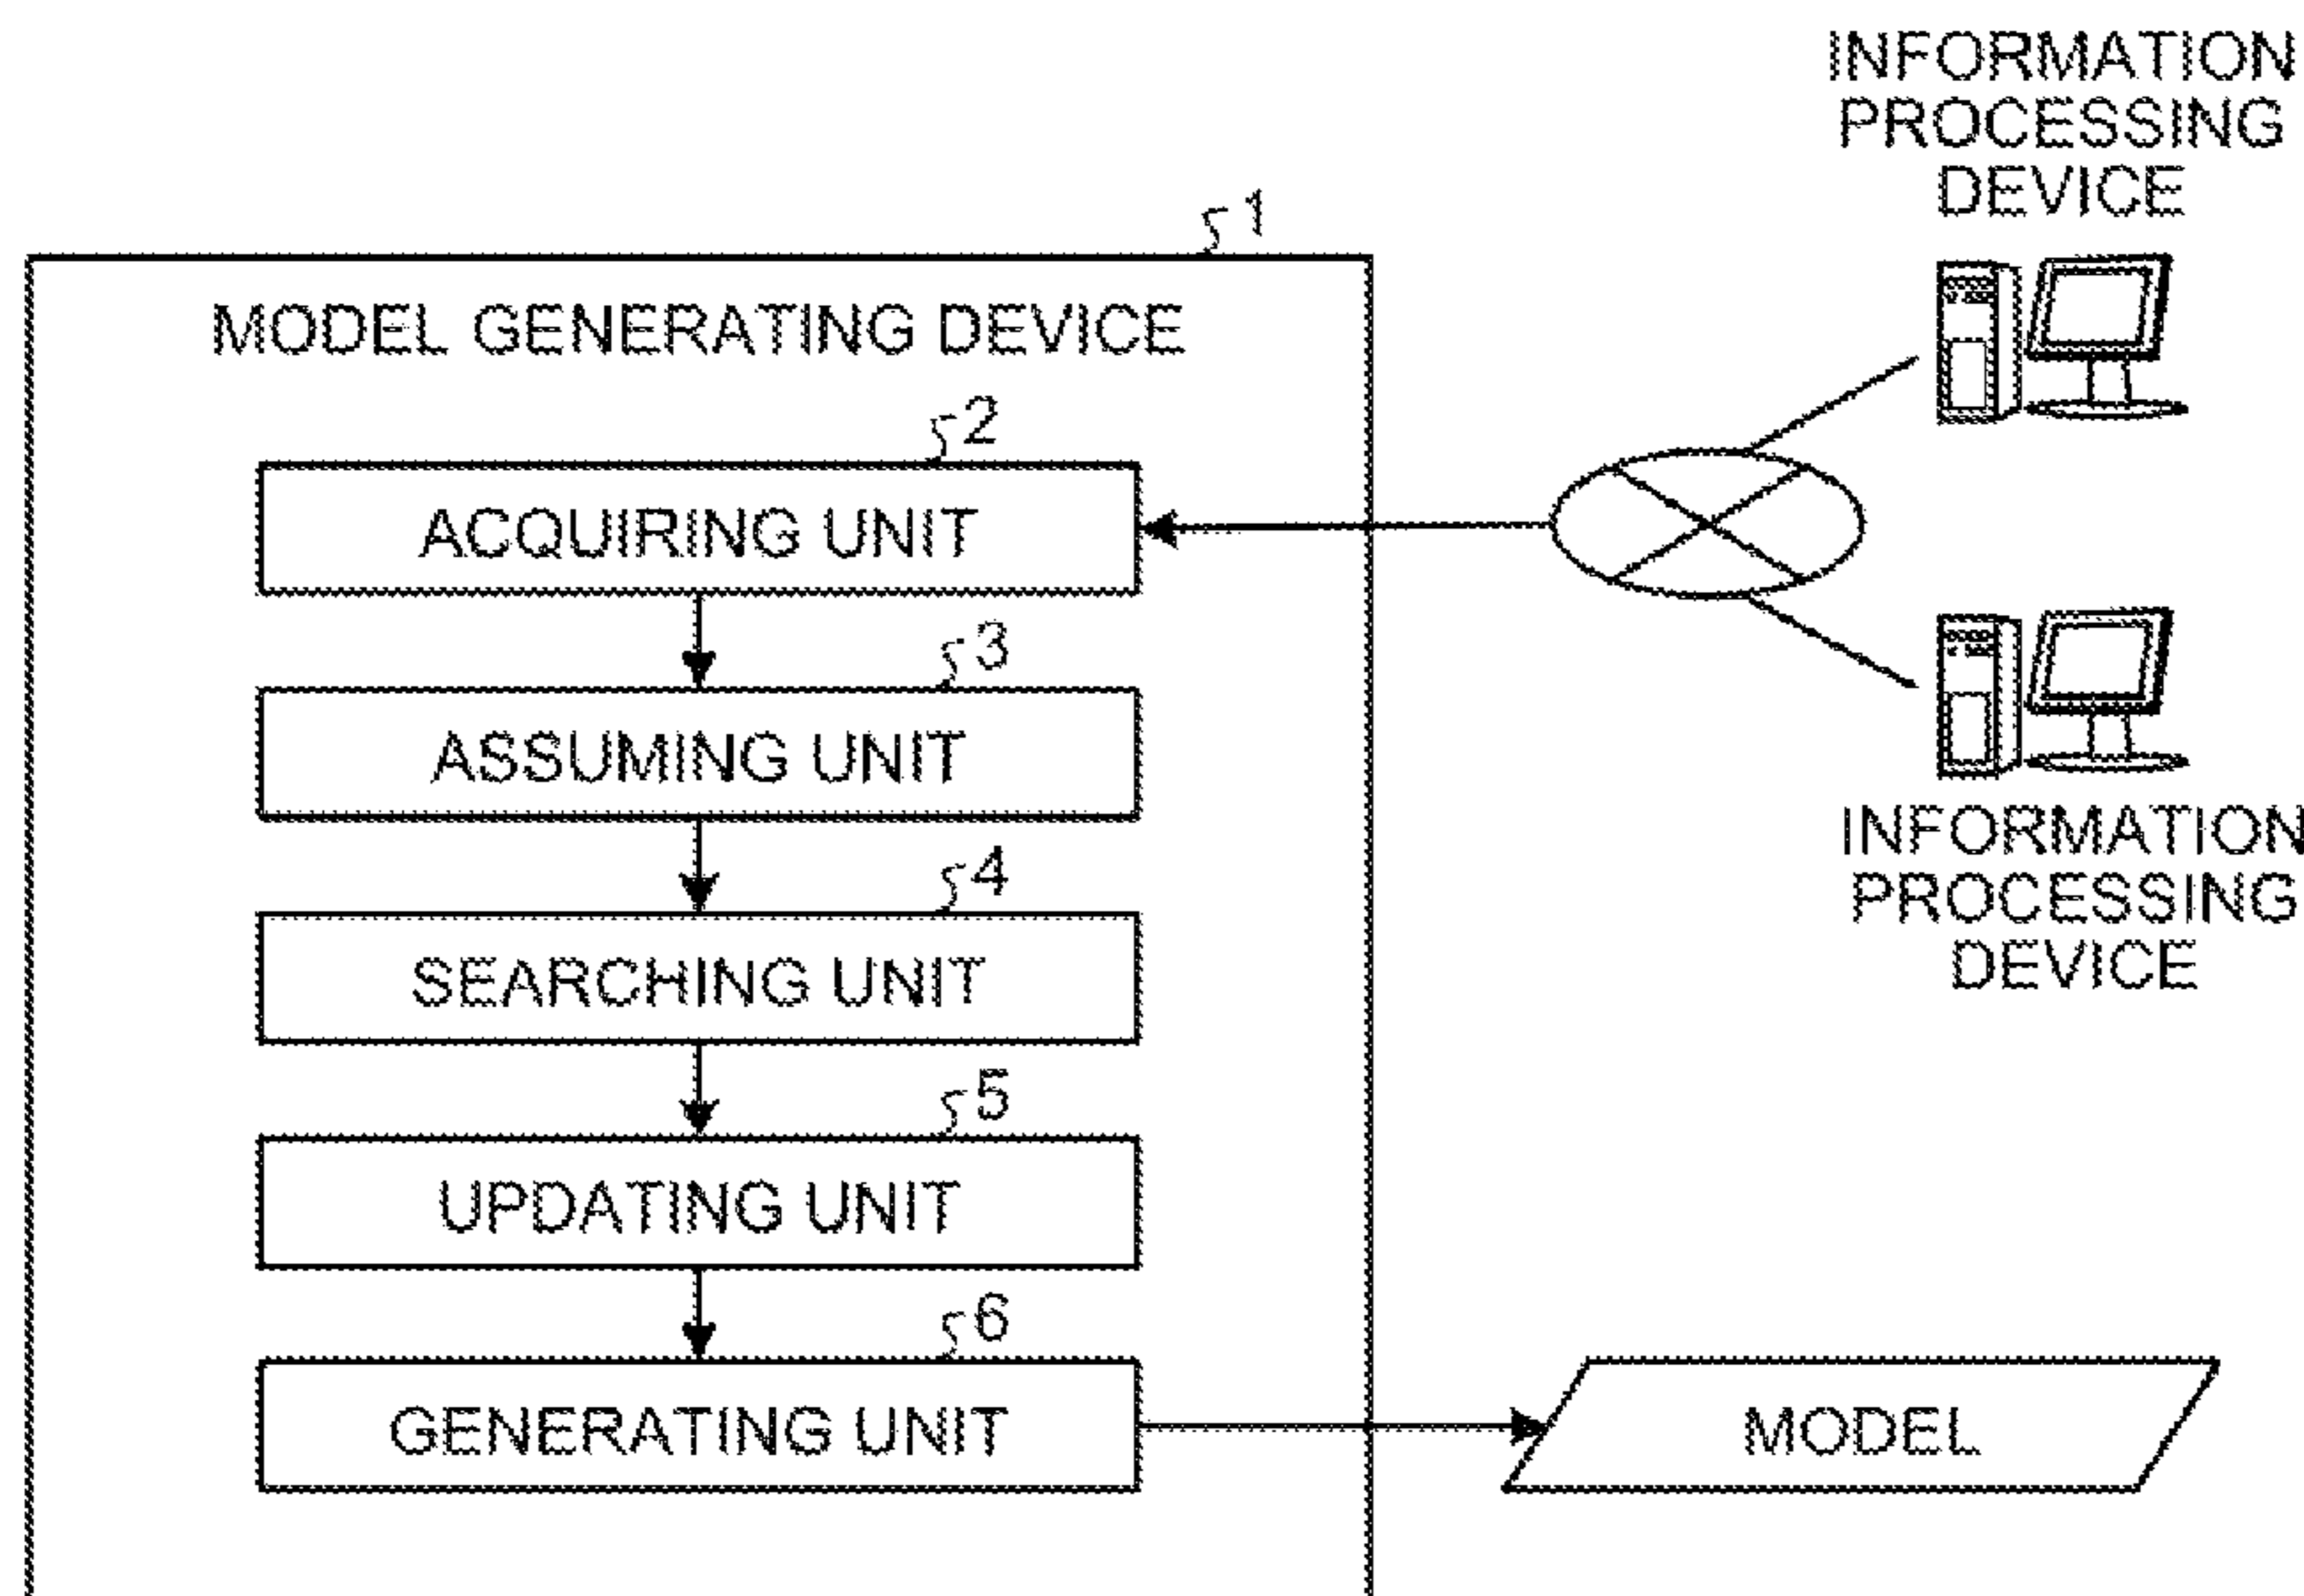 INFORMATION
PROCESSING
DEVICE
1
MODEL GENERATING DEVICE
2
ACQUIRING UNIT
3
ASSUMING UNIT
4
SEARCHING UNIT
INFORMATION
PROCESSING
DEVICE
5
UPDATING UNIT
6
GENERATING UNIT
MODEL